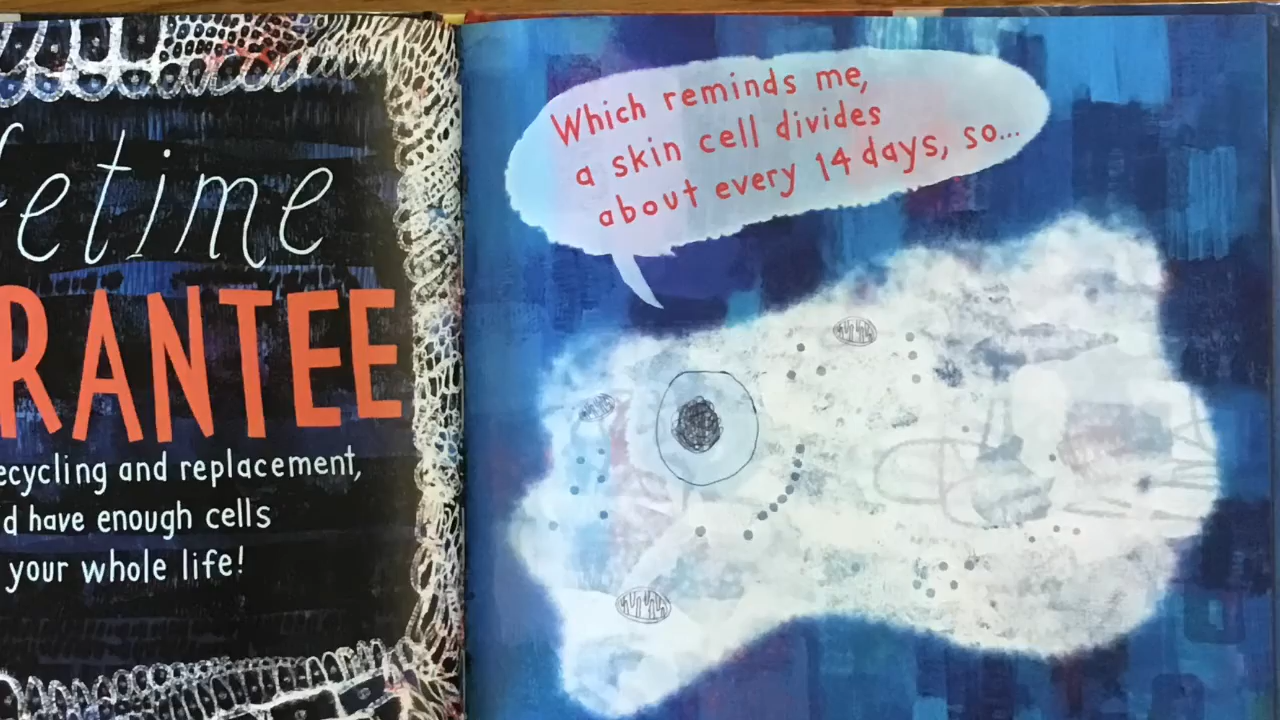 etime
RANTEE
ecycling and replacement,
d have enough cells
your whole life!
Which reminds me,
a skin cell divides
about every 14 days, so...